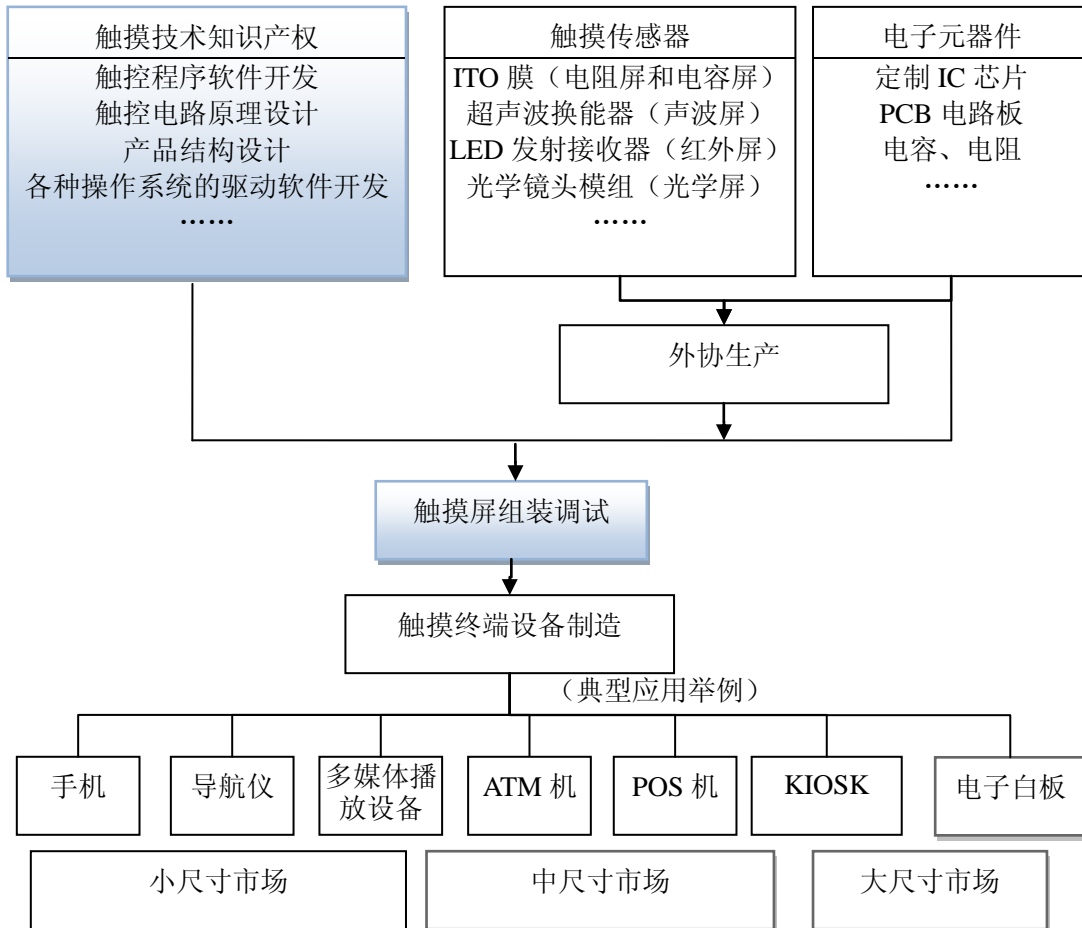 触摸技术知识产权
触控程序软件开发
触控电路原理设计
产品结构设计
各种操作系统的驱动软件开发
……
触摸传感器
ITO 膜（电阻屏和电容屏）
超声波换能器（声波屏）
LED 发射接收器（红外屏）
光学镜头模组（光学屏）
……
电子元器件
定制 IC 芯片
PCB 电路板
电容、电阻
……
外协生产
触摸屏组装调试
触摸终端设备制造
（典型应用举例）
手机
导航仪
多媒体播
放设备
ATM 机
POS 机
KIOSK
电子白板
小尺寸市场
中尺寸市场
大尺寸市场